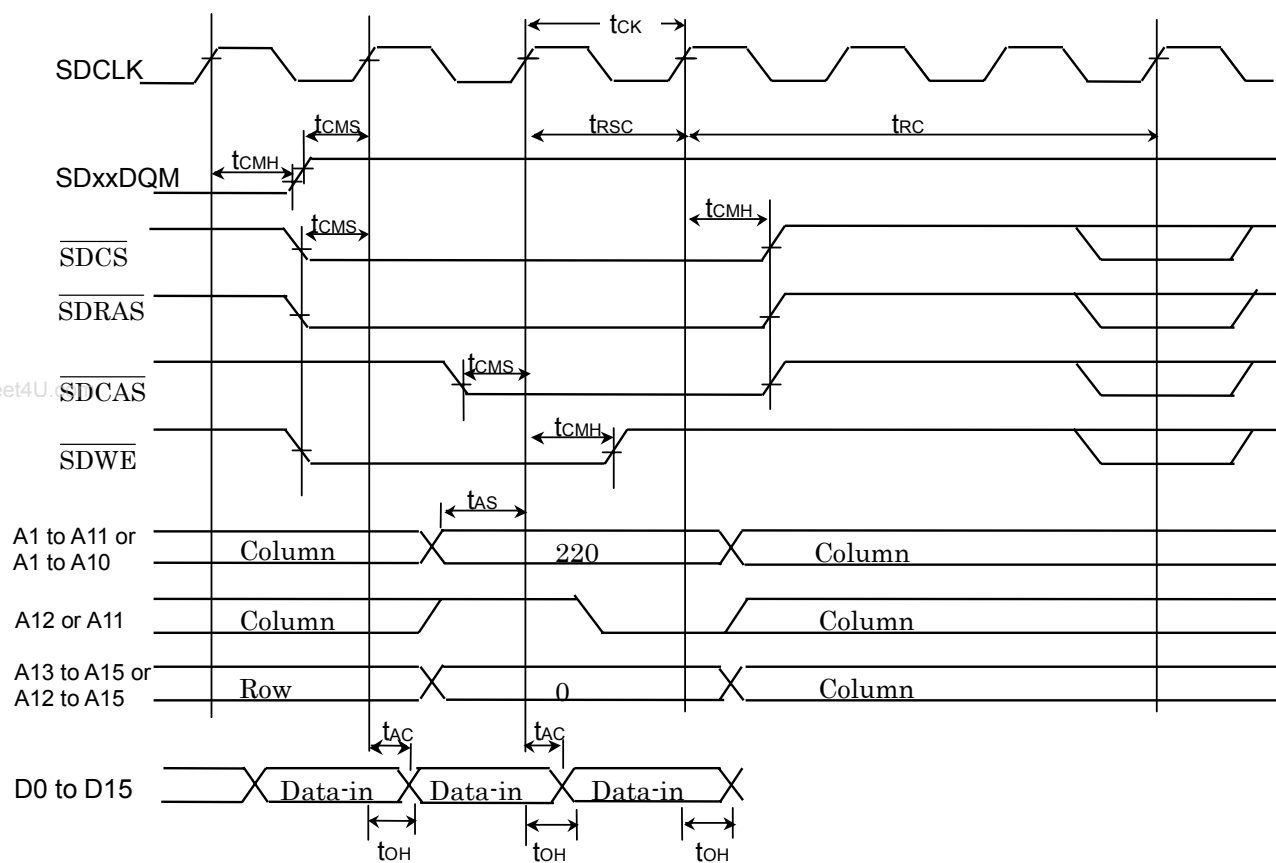 tCK
SDCLK
tCMS
tRSC
tRC
tCMH
SDxxDQM
tCMS
tCMH
SDCS
SDRAS
tCMS
eet4U.com
SDCAS
tCMH
SDWE
tAS
A1 to A11 or
A1 to A10
Column
220
Column
A12 or A11
Column
Column
A13 to A15 or
A12 to A15
Row
0
Column
tAC
tAC
D0 to D15
Data-in
Data-in
Data-in
tOH
tOH
tOH